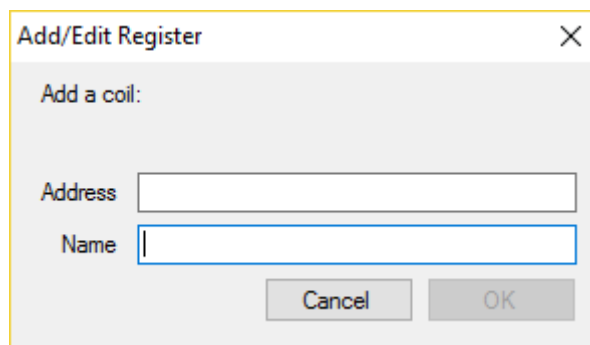 Add/Edit Register
Add a coil:
Address
Name
Cancel
OK